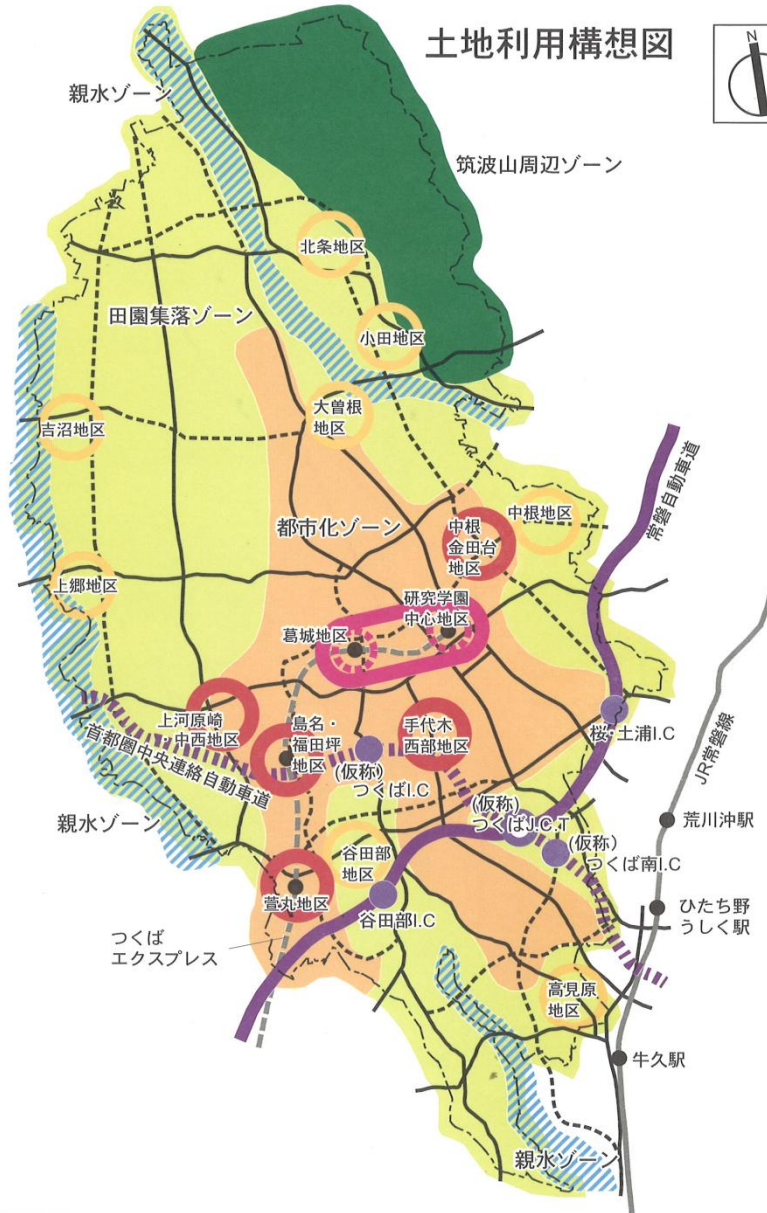 土地利用構想図
N
親水ゾーン
筑波山周辺ゾーン
北条地区
田園集落ゾーン
小田地区
大曽根
地区
吉沼地区
常磐自動車道
都市化ゾーン
中根
金田台
地区
中根地区
上郷地区
研究学園
中心地区
葛城地区
上河原崎
・中西地区
島名・
福田坪
地区
手代木
西部地区
桜・土浦I.C
JR常磐線
首都圏中央連絡自動車道
(仮称)
つくばI.C
(仮称)
つくばJ.C.T
荒川沖駅
親水ゾーン
谷田部
地区
(仮称)
つくば南I.C
萱丸地区
谷田部I.C
ひたち野
うしく駅
つくば
エクスプレス
高見原
地区
牛久駅
親水ゾーン